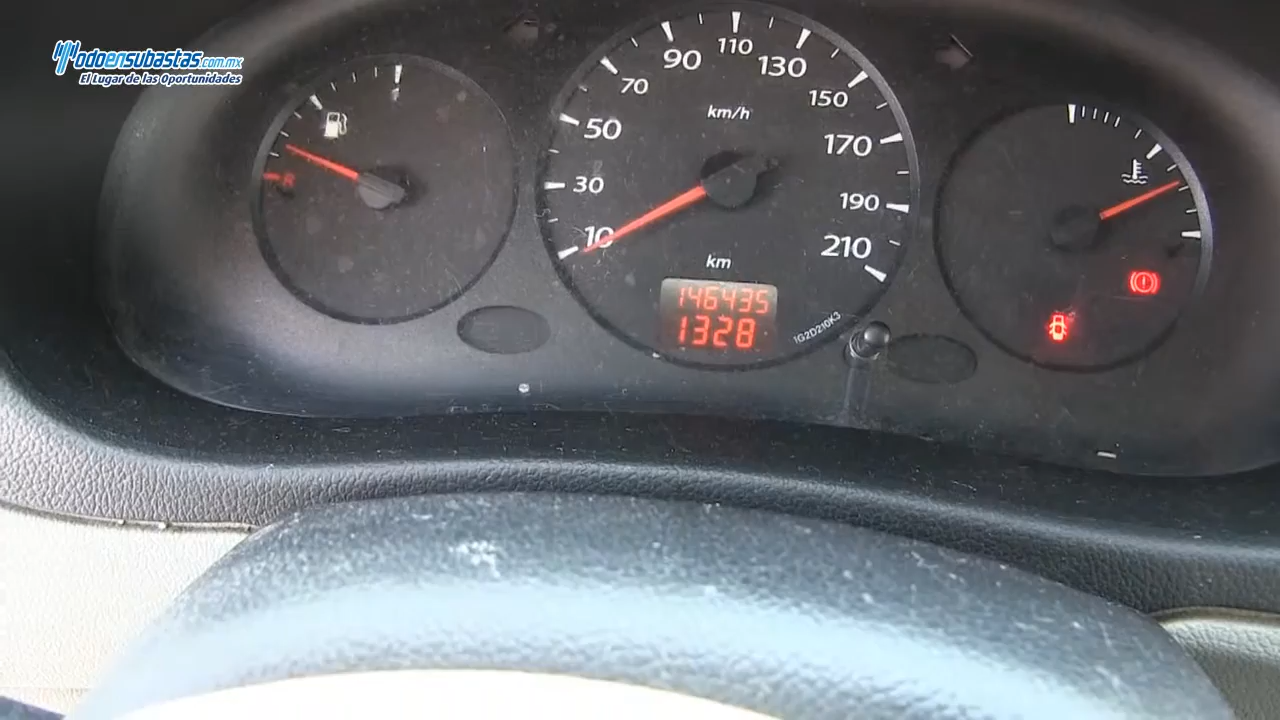 Todoensubastas.com.mx
El Lugar de las Oportunidades
R
10
30
50
70
90
110
130
150
170
190
210
km/h
km
146435
1328
1G2D210K3